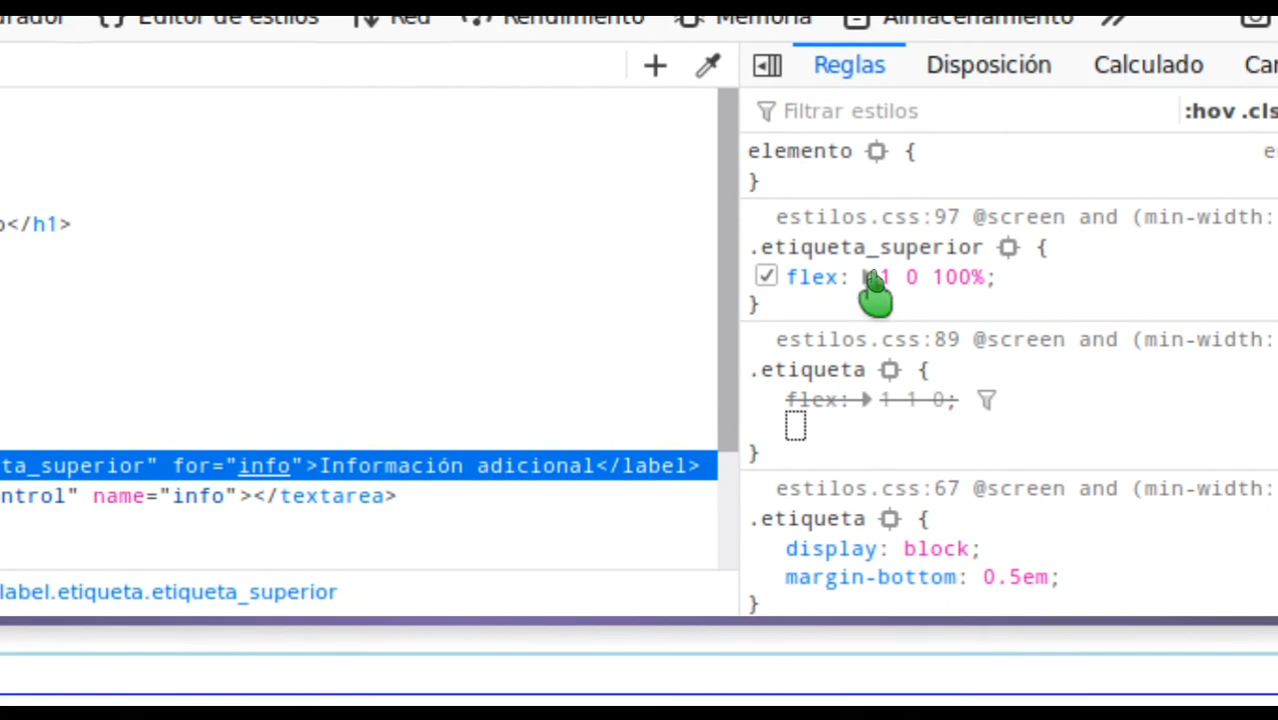 Editor de estilos Red Rendimiento Memoria Almacenamiento
Reglas Disposición Calculado
Filtrar estilos :hov .cls
elemento {
}
</h1>
estilos.css:97 @screen and (min-width:
.etiqueta_superior {
flex: 1 0 100%;
}
estilos.css:89 @screen and (min-width:
.etiqueta {
flex: 1 1 0;
}
ta_superior" for="info">Información adicional</label>
ntrol" name="info"></textarea>
estilos.css:67 @screen and (min-width:
.etiqueta {
display: block;
margin-bottom: 0.5em;
}
label.etiqueta.etiqueta_superior